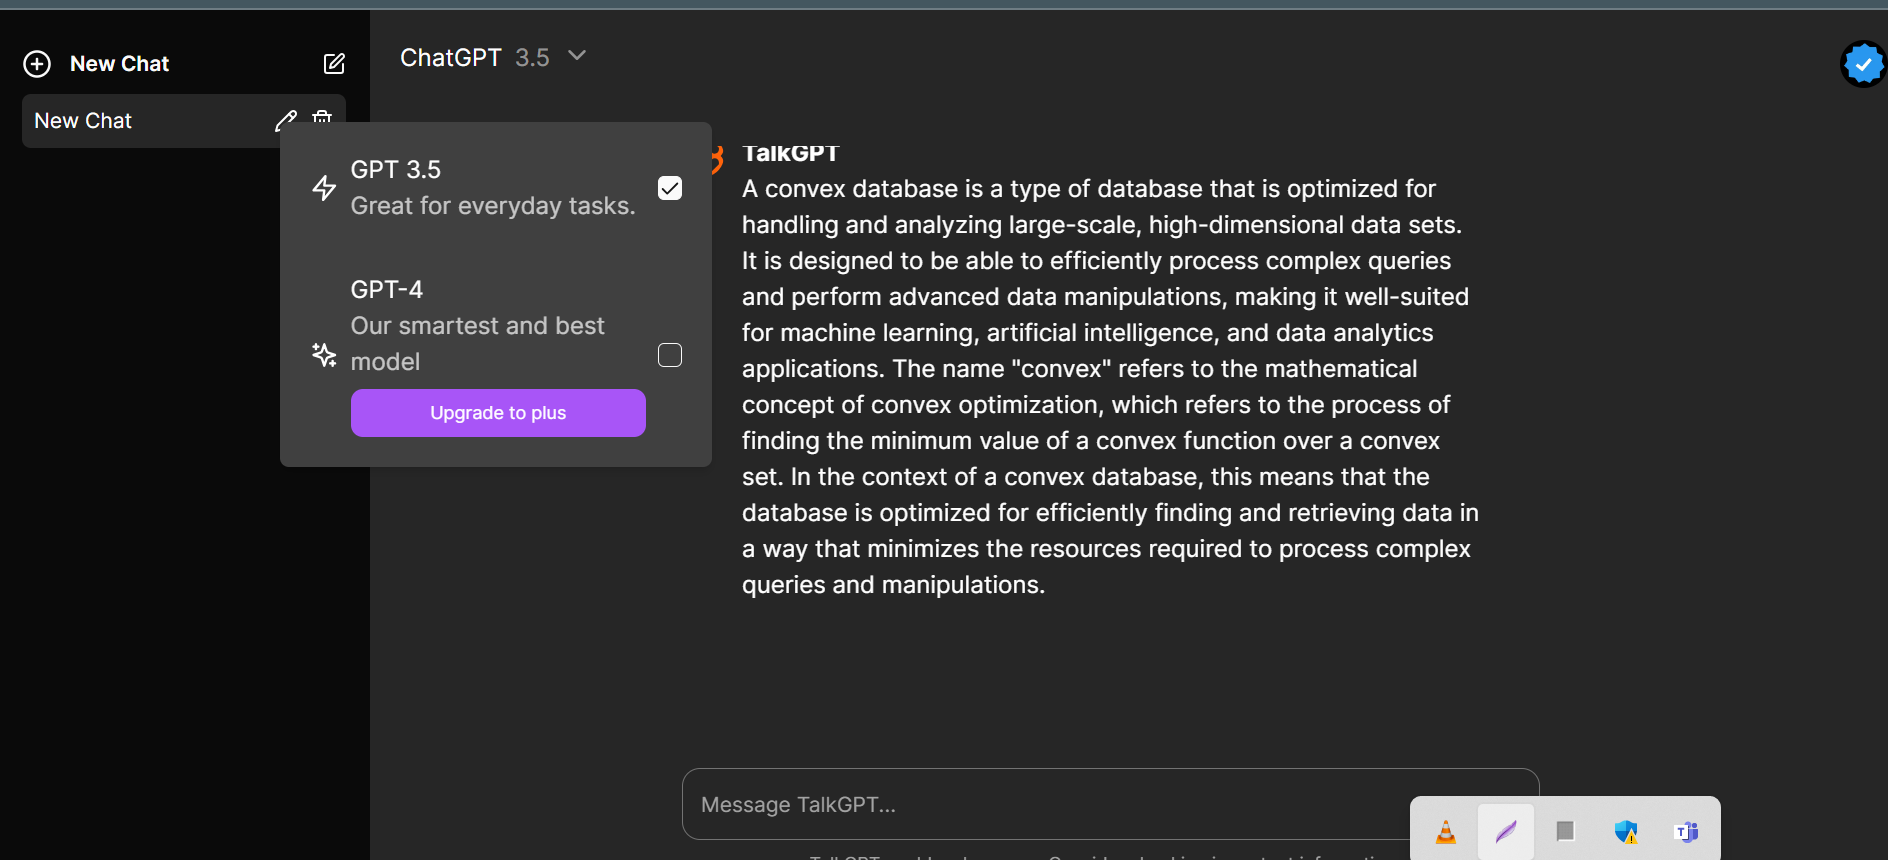 New Chat
New Chat
ChatGPT 3.5
GPT 3.5
Great for everyday tasks.
GPT-4
Our smartest and best
model
Upgrade to plus
TalkGPT
A convex database is a type of database that is optimized for
handling and analyzing large-scale, high-dimensional data sets.
It is designed to be able to efficiently process complex queries
and perform advanced data manipulations, making it well-suited
for machine learning, artificial intelligence, and data analytics
applications. The name "convex" refers to the mathematical
concept of convex optimization, which refers to the process of
finding the minimum value of a convex function over a convex
set. In the context of a convex database, this means that the
database is optimized for efficiently finding and retrieving data in
a way that minimizes the resources required to process complex
queries and manipulations.
Message TalkGPT...